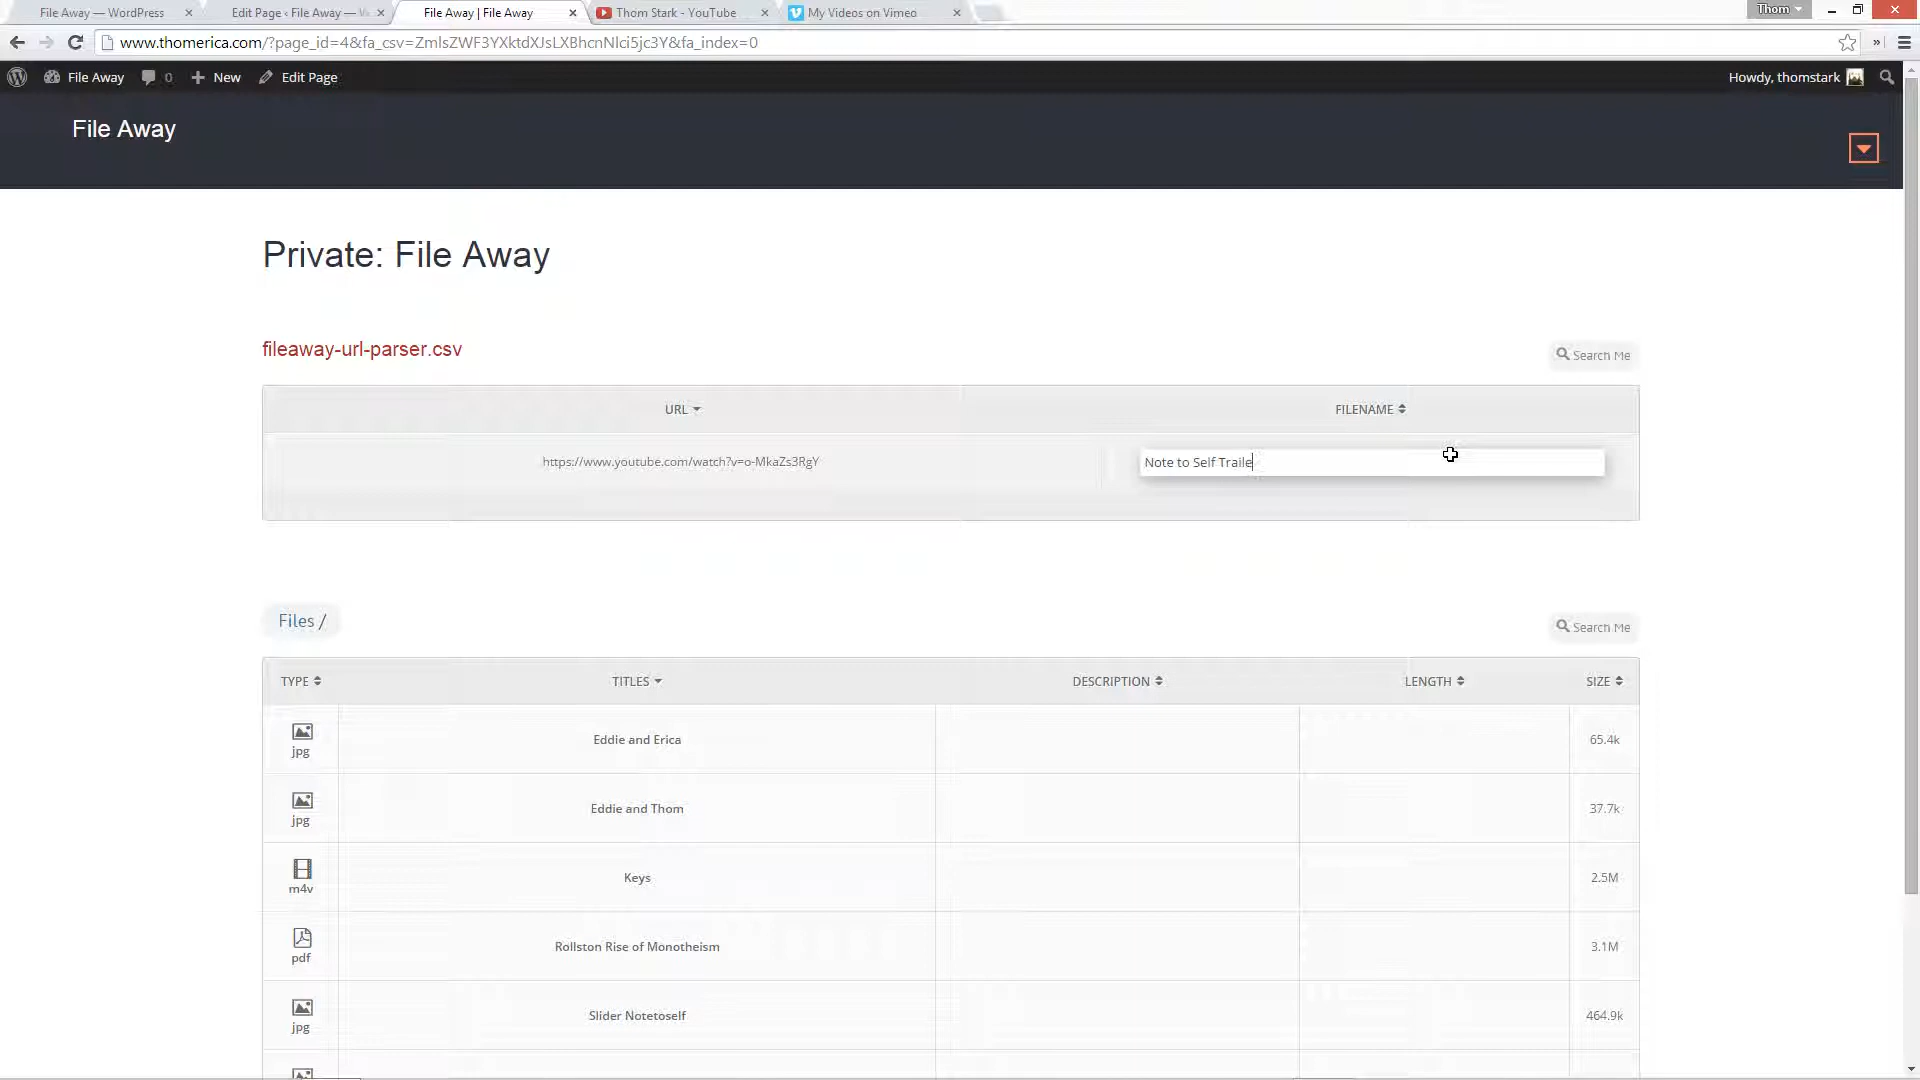 File Away — WordPress
Edit Page ‹ File Away — W
File Away | File Away
Thom Stark - YouTube
My Videos on Vimeo
Thom
www.thomerica.com/?page_id=4&fa_csv=ZmlsZWF3YXktdXJsLXBhcnNlci5jc3Y&fa_index=0
File Away
0
New
Edit Page
Howdy, thomstark
File Away
Private: File Away
fileaway-url-parser.csv
Search Me
URL
FILENAME
https://www.youtube.com/watch?v=o-MkaZs3RgY
Note to Self Traile
Files /
Search Me
TYPE
TITLES
DESCRIPTION
LENGTH
SIZE
jpg
Eddie and Erica
65.4k
jpg
Eddie and Thom
37.7k
m4v
Keys
2.5M
pdf
Rollston Rise of Monotheism
3.1M
jpg
Slider Notetoself
464.9k